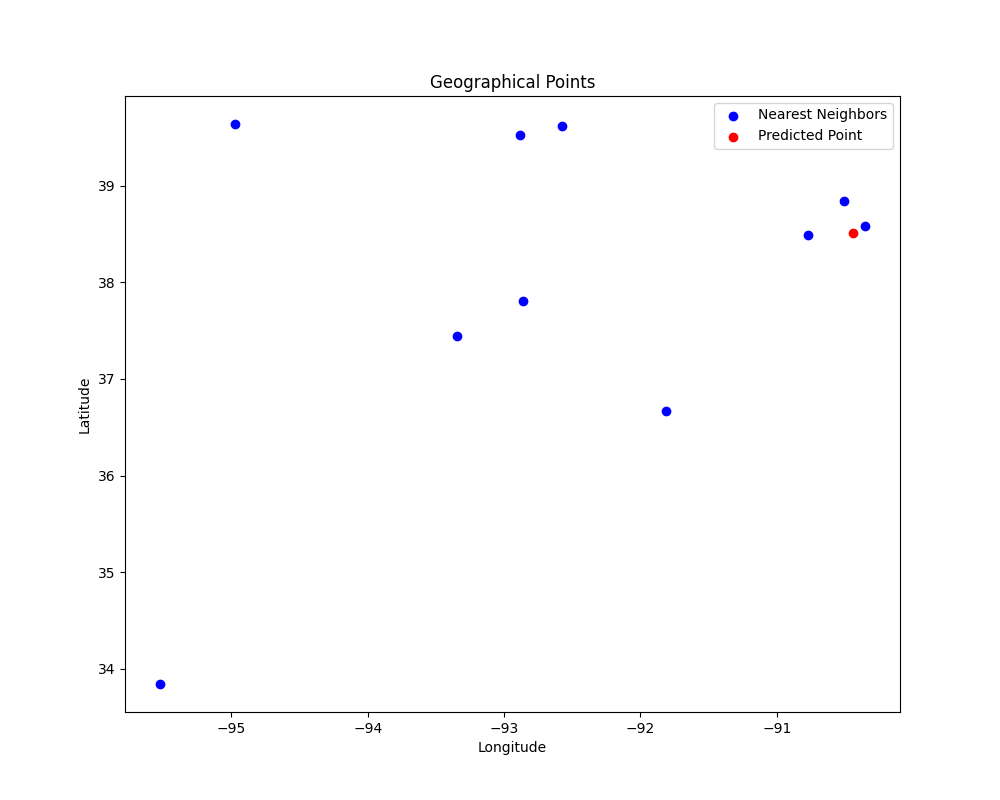 Geographical Points
Nearest Neighbors
Predicted Point
39
38
37
36
35
34
Latitude
−95
−94
−93
−92
−91
Longitude